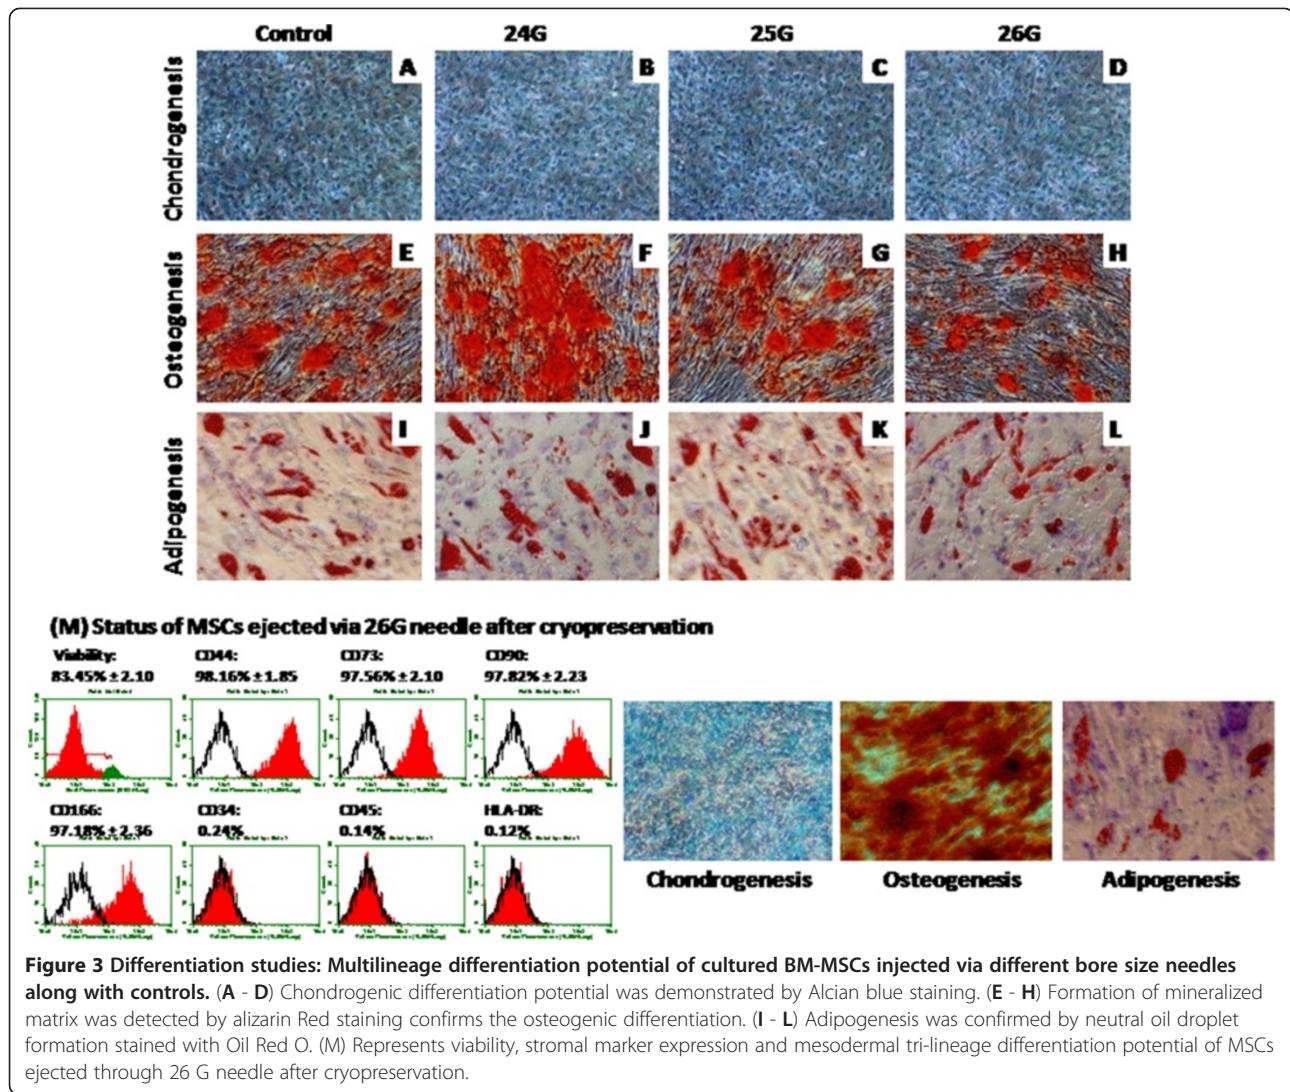 Control 24G 25G 26G
Chondrogenesis
A B C D
Osteogenesis
E F G H
Adipogenesis
I J K L
(M) Status of MSCs ejected via 26G needle after cryopreservation
Viability: CD44: CD73: CD90:
83.45% ± 2.10 98.16% ± 1.85 97.56% ± 2.10 97.82% ± 2.23
CD166: CD34: CD45: HLA-DR:
97.18% ± 2.36 0.24% 0.14% 0.12%
Chondrogenesis Osteogenesis Adipogenesis
Figure 3 Differentiation studies: Multilineage differentiation potential of cultured BM-MSCs injected via different bore size needles
along with controls. (A - D) Chondrogenic differentiation potential was demonstrated by Alcian blue staining. (E - H) Formation of mineralized
matrix was detected by alizarin Red staining confirms the osteogenic differentiation. (I - L) Adipogenesis was confirmed by neutral oil droplet
formation stained with Oil Red O. (M) Represents viability, stromal marker expression and mesodermal tri-lineage differentiation potential of MSCs
ejected through 26 G needle after cryopreservation.